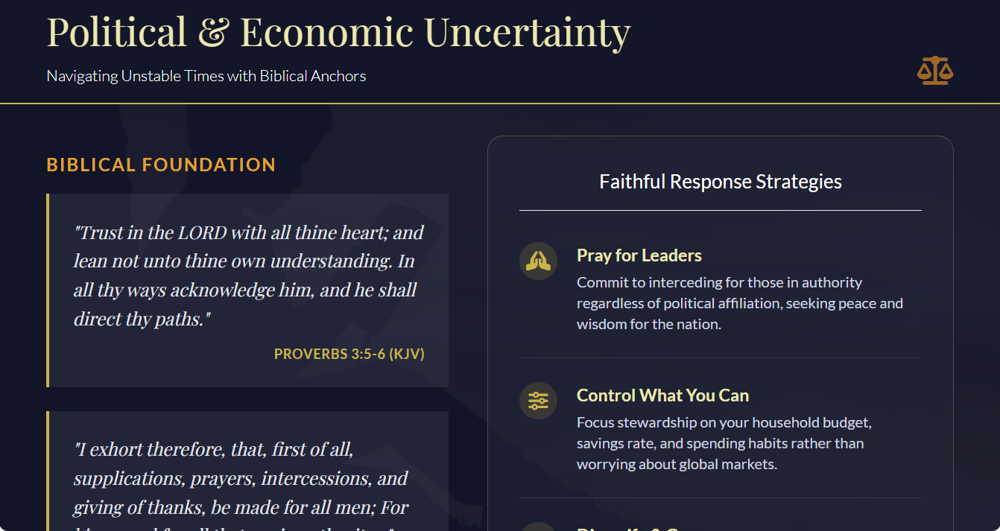 Political & Economic Uncertainty
Navigating Unstable Times with Biblical Anchors
BIBLICAL FOUNDATION
"Trust in the LORD with all thine heart; and
lean not unto thine own understanding. In
all thy ways acknowledge him, and he shall
direct thy paths."
PROVERBS 3:5-6 (KJV)
"I exhort therefore, that, first of all,
supplications, prayers, intercessions, and
giving of thanks, be made for all men; For
Faithful Response Strategies
Pray for Leaders
Commit to interceding for those in authority
regardless of political affiliation, seeking peace and
wisdom for the nation.
Control What You Can
Focus stewardship on your household budget,
savings rate, and spending habits rather than
worrying about global markets.